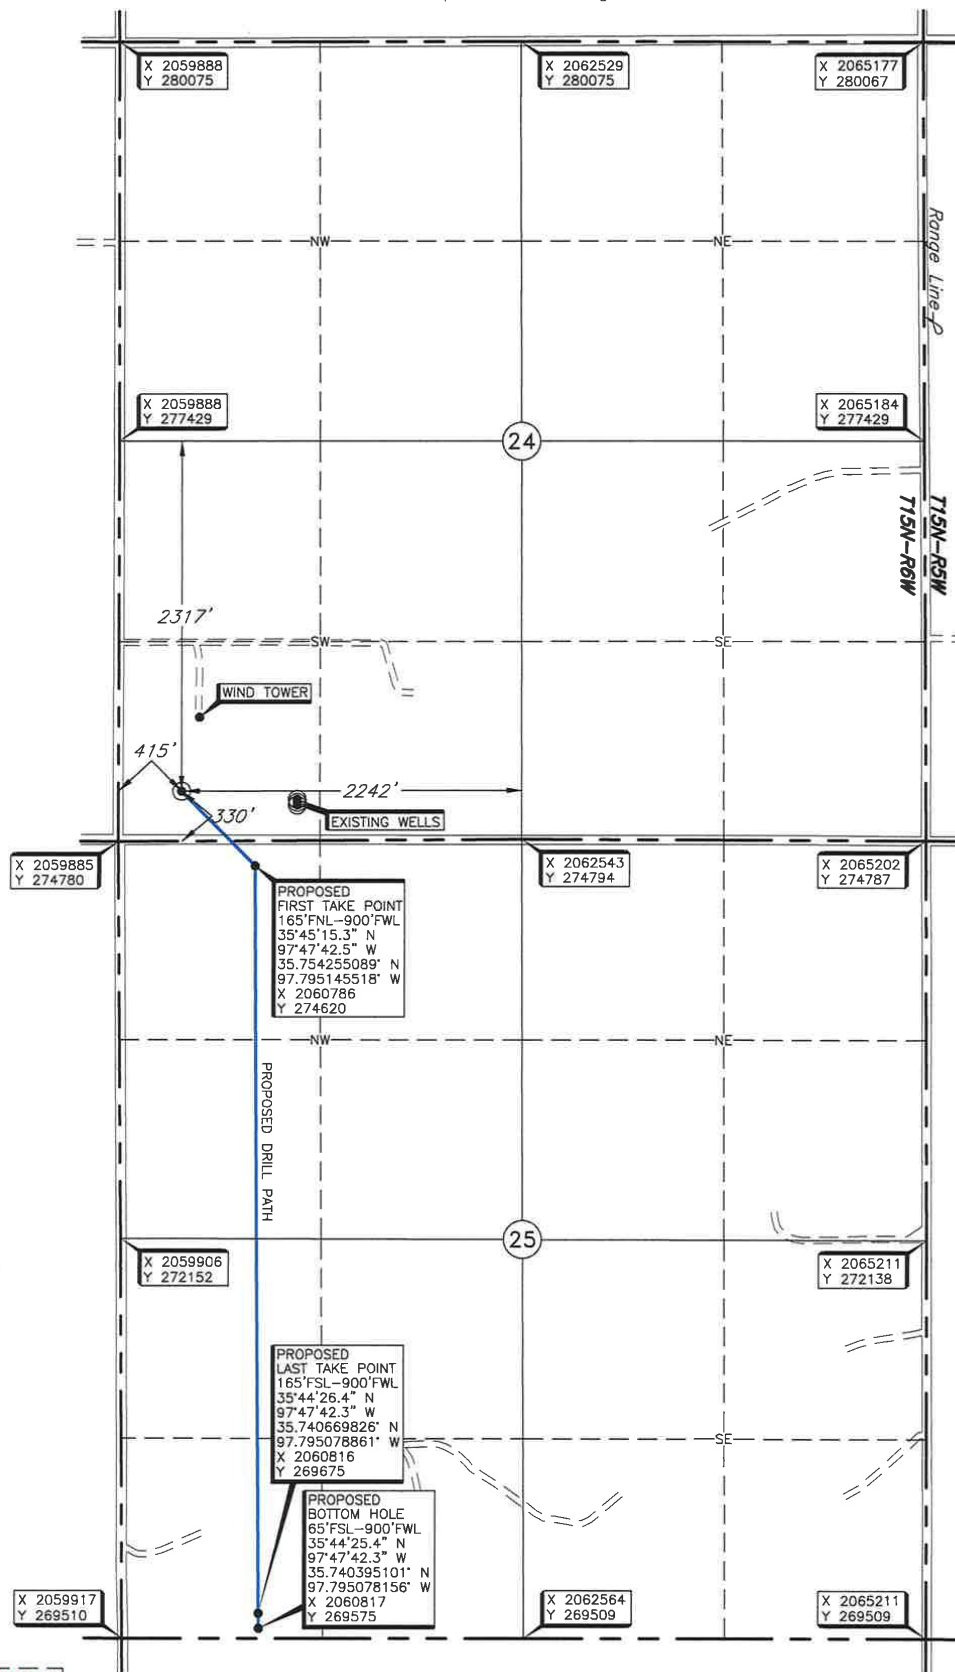 X 2059888
Y 280075
X 2062529
Y 280075
X 2065177
Y 280067
Range Line
NW
NE
X 2059888
Y 277429
X 2065184
Y 277429
24
T15N-R5W
T15N-R6W
2317'
SW
SE
WIND TOWER
415'
2242'
330'
EXISTING WELLS
X 2059885
Y 274780
X 2062543
Y 274794
X 2065202
Y 274787
PROPOSED
FIRST TAKE POINT
165'FNL-900'FWL
35°45'15.3" N
97°47'42.5" W
35.754255089° N
97.795145518° W
X 2060786
Y 274620
NW
NE
PROPOSED DRILL PATH
25
X 2059906
Y 272152
X 2065211
Y 272138
PROPOSED
LAST TAKE POINT
165'FSL-900'FWL
35°44'26.4" N
97°47'42.3" W
35.740669826° N
97.795078861° W
X 2060816
Y 269675
SE
PROPOSED
BOTTOM HOLE
65'FSL-900'FWL
35°44'25.4" N
97°47'42.3" W
35.740395101° N
97.795078156° W
X 2060817
Y 269575
X 2059917
Y 269510
X 2062564
Y 269509
X 2065211
Y 269509